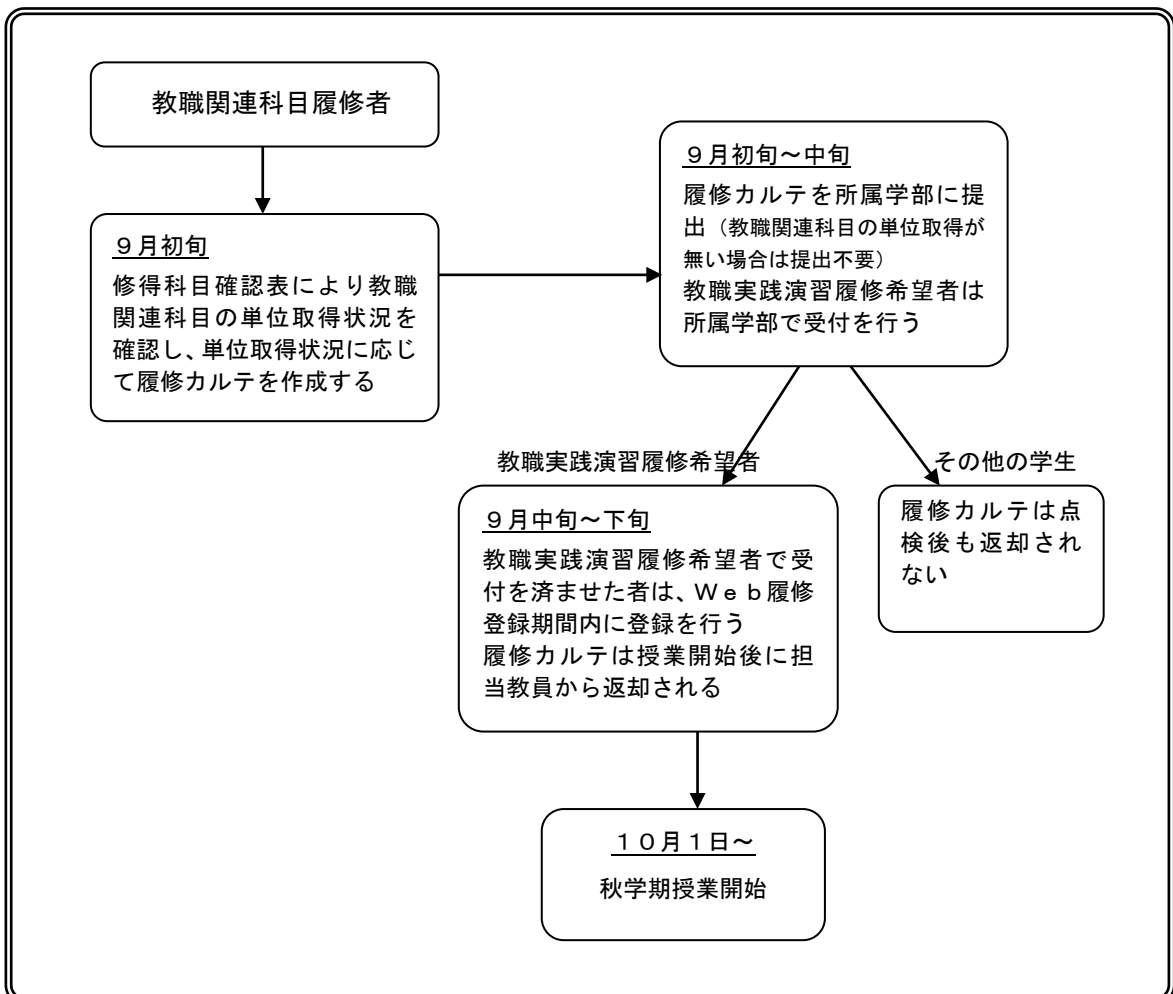 教職関連科目履修者
９月初旬
修得科目確認表により教職
関連科目の単位取得状況を
確認し、単位取得状況に応じ
て履修カルテを作成する
９月初旬～中旬
履修カルテを所属学部に提
出（教職関連科目の単位取得が
無い場合は提出不要）
教職実践演習履修希望者は
所属学部で受付を行う
教職実践演習履修希望者
その他の学生
９月中旬～下旬
教職実践演習履修希望者で受
付を済ませた者は、Ｗｅｂ履修
登録期間内に登録を行う
履修カルテは授業開始後に担
当教員から返却される
履修カルテは点
検後も返却され
ない
１０月１日～
秋学期授業開始